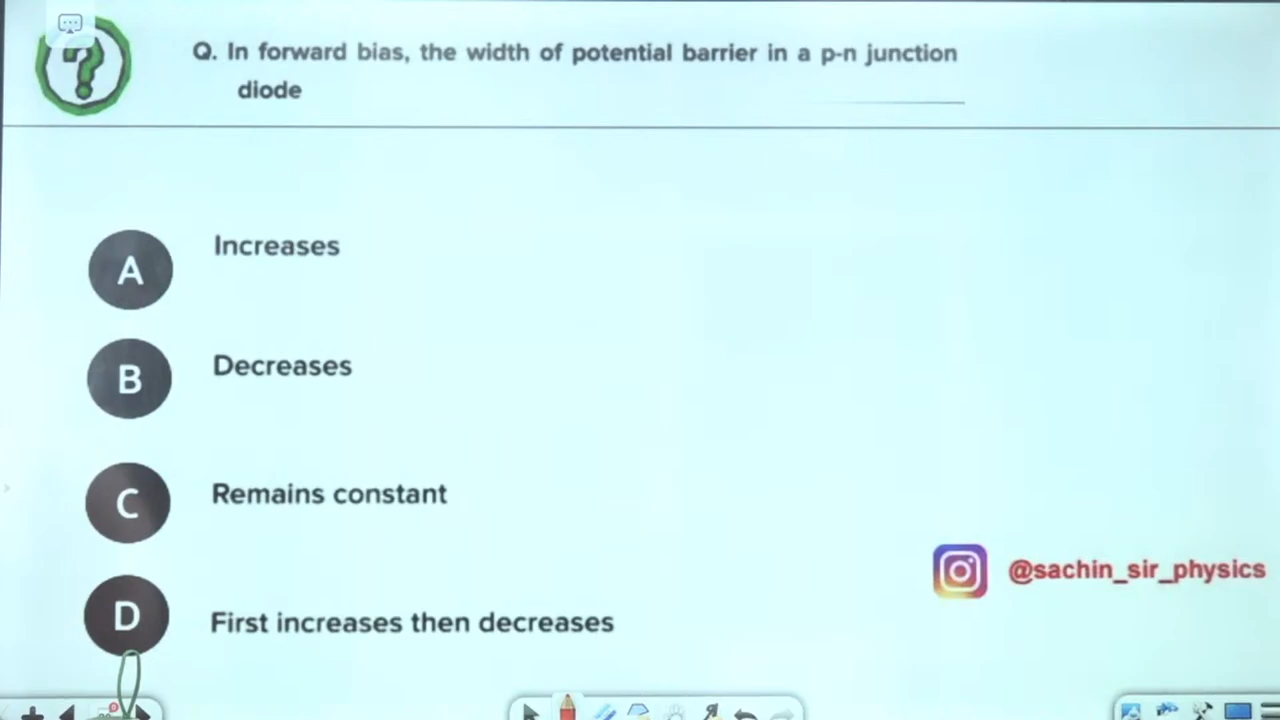 Q. In forward bias, the width of potential barrier in a p-n junction
diode
A
Increases
B
Decreases
C
Remains constant
@sachin_sir_physics
D
First increases then decreases